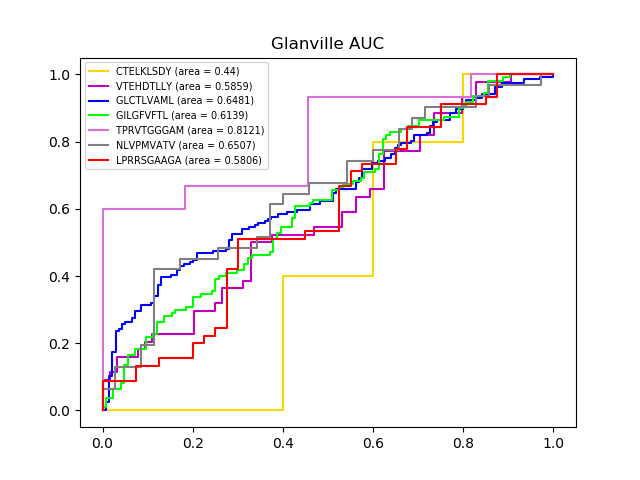 Glanville AUC
CTELKLSDY (area = 0.44)
VTEHDTLLY (area = 0.5859)
GLCTLVAML (area = 0.6481)
GILGFVFTL (area = 0.6139)
TPRVTGGGAM (area = 0.8121)
NLVPMVATV (area = 0.6507)
LPRRSGAAGA (area = 0.5806)
1.0
0.8
0.6
0.4
0.2
0.0
0.0 0.2 0.4 0.6 0.8 1.0